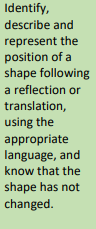 Identify,
describe and
represent the
position of a
shape following
a reflection or
translation,
using the
appropriate
language, and
know that the
shape has not
changed.